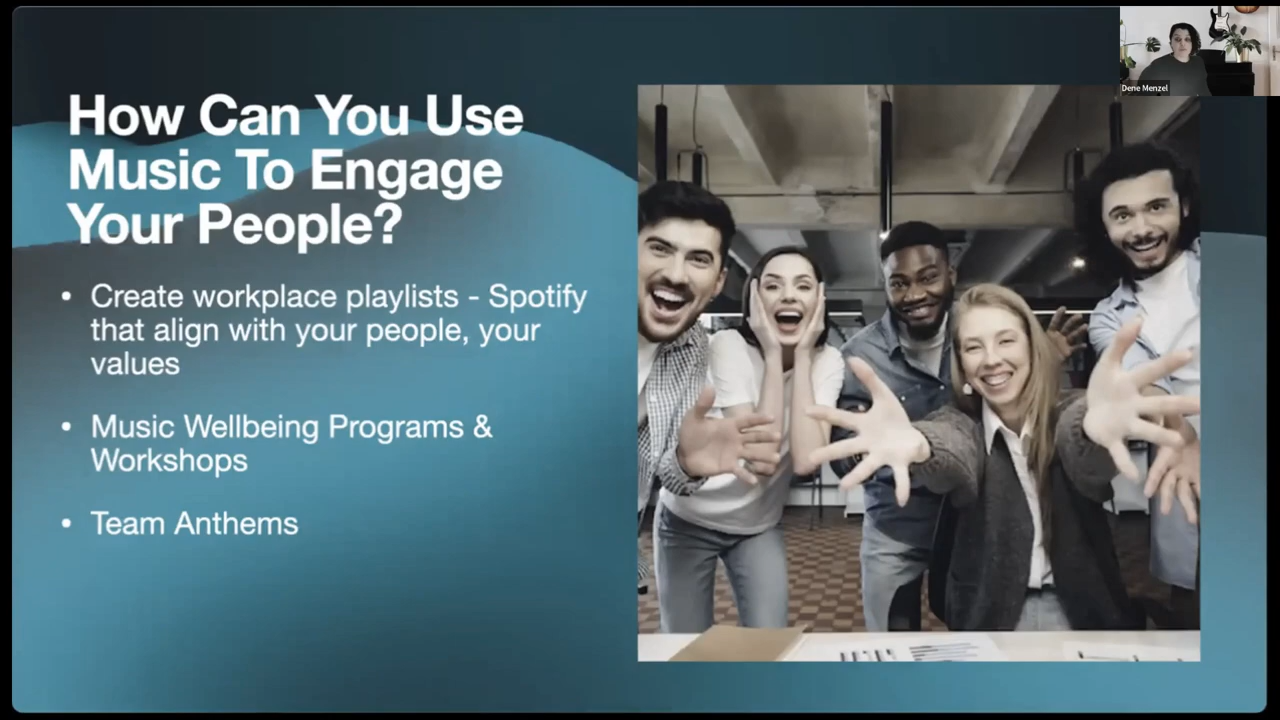 How Can You Use
Music To Engage
Your People?
• Create workplace playlists - Spotify
that align with your people, your
values
• Music Wellbeing Programs &
Workshops
• Team Anthems
Dene Menzel